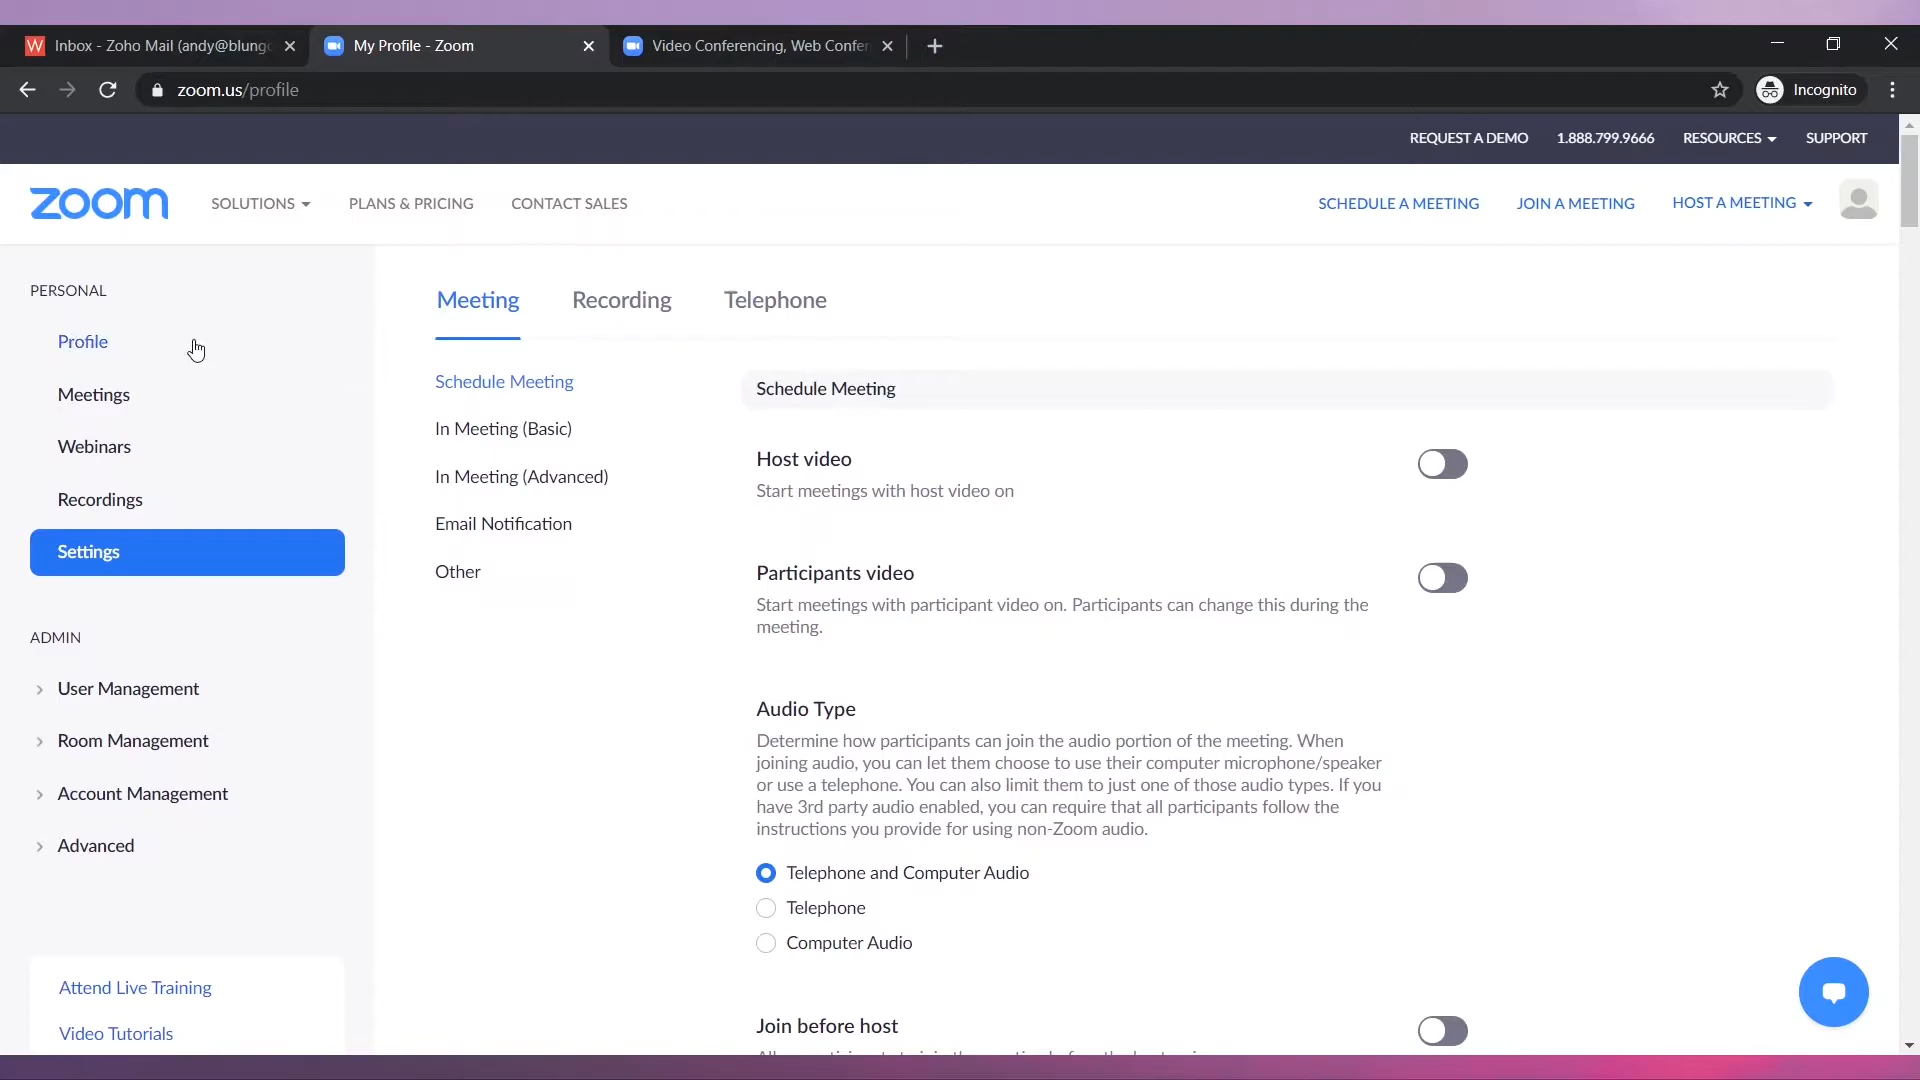 Inbox - Zoho Mail (andy@blungo
My Profile - Zoom
Video Conferencing, Web Confer
zoom.us/profile
Incognito
REQUEST A DEMO
1.888.799.9666
RESOURCES
SUPPORT
zoom
SOLUTIONS
PLANS & PRICING
CONTACT SALES
SCHEDULE A MEETING
JOIN A MEETING
HOST A MEETING
PERSONAL
Profile
Meetings
Webinars
Recordings
Settings
ADMIN
User Management
Room Management
Account Management
Advanced
Attend Live Training
Video Tutorials
Meeting
Recording
Telephone
Schedule Meeting
In Meeting (Basic)
In Meeting (Advanced)
Email Notification
Other
Schedule Meeting
Host video
Start meetings with host video on
Participants video
Start meetings with participant video on. Participants can change this during the
meeting.
Audio Type
Determine how participants can join the audio portion of the meeting. When
joining audio, you can let them choose to use their computer microphone/speaker
or use a telephone. You can also limit them to just one of those audio types. If you
have 3rd party audio enabled, you can require that all participants follow the
instructions you provide for using non-Zoom audio.
Telephone and Computer Audio
Telephone
Computer Audio
Join before host